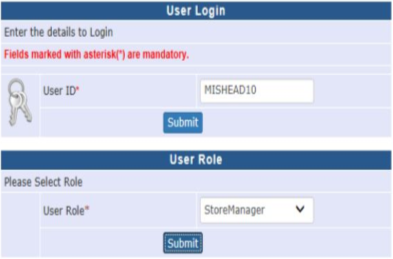 User Login
Enter the details to Login
Fields marked with asterisk(*) are mandatory.
User ID* MISHEAD10
Submit
User Role
Please Select Role
User Role* StoreManager
Submit